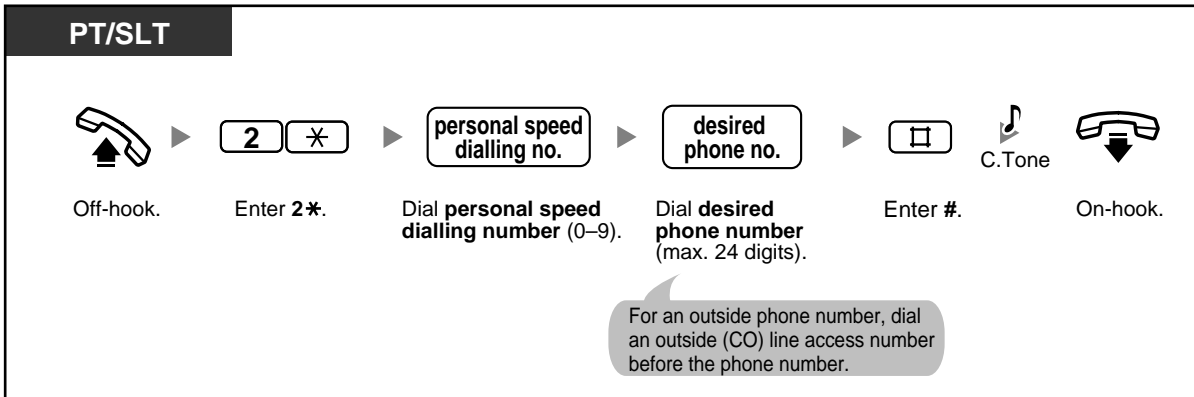 PT/SLT
2 ✳
personal speed
dialling no.
desired
phone no.
#
C.Tone
Off-hook.
Enter 2✳.
Dial personal speed
dialling number (0–9).
Dial desired
phone number
(max. 24 digits).
Enter #.
On-hook.
For an outside phone number, dial
an outside (CO) line access number
before the phone number.